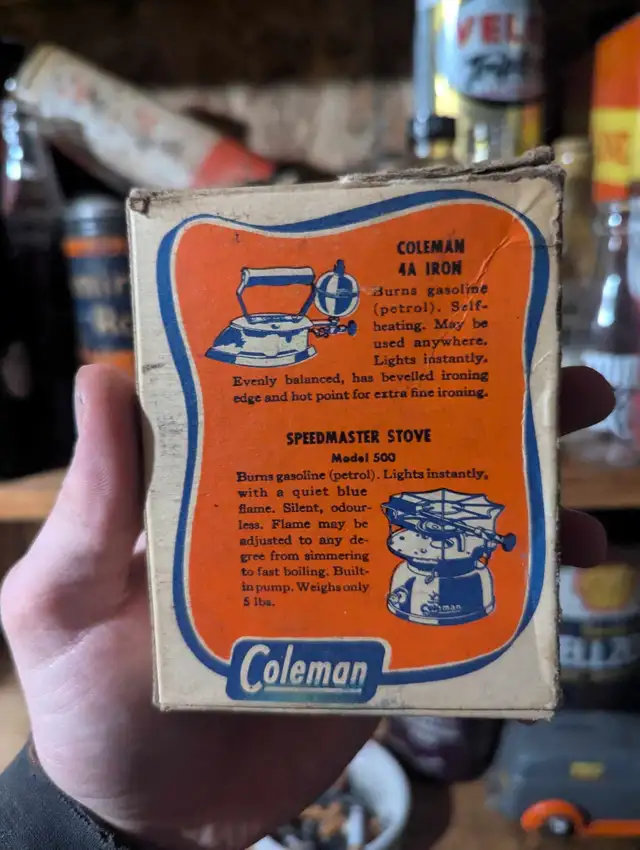 COLEMAN
4A IRON
Burns gasoline
(petrol). Self-
heating. May be
used anywhere.
Lights instantly.
Evenly balanced, has bevelled ironing
edge and hot point for extra fine ironing.
SPEEDMASTER STOVE
Model 500
Burns gasoline (petrol). Lights instantly,
with a quiet blue
flame. Silent, odour-
less. Flame may be
adjusted to any de-
gree from simmering
to fast boiling. Built-
in pump. Weighs only
5 lbs.
Coleman
Coleman